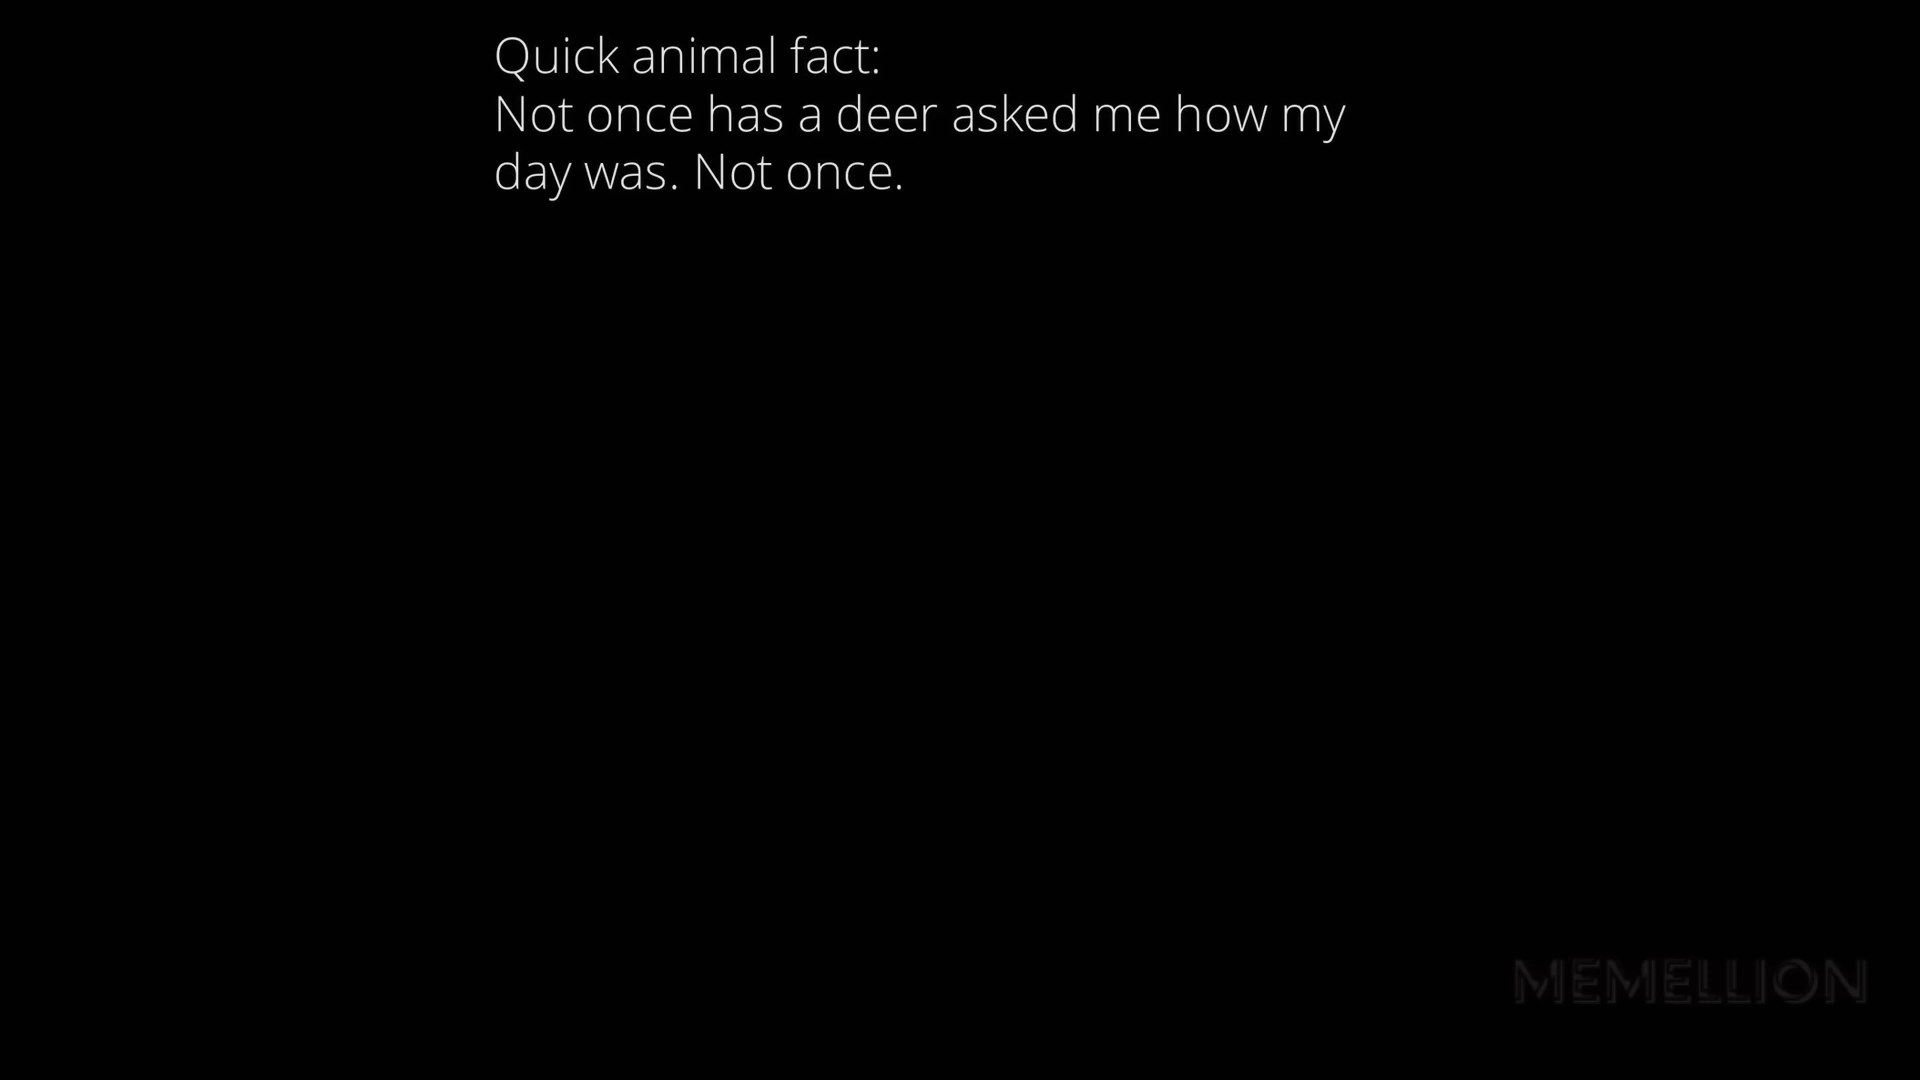 Quick animal fact:
Not once has a deer asked me how my
day was. Not once.
MEMELLION